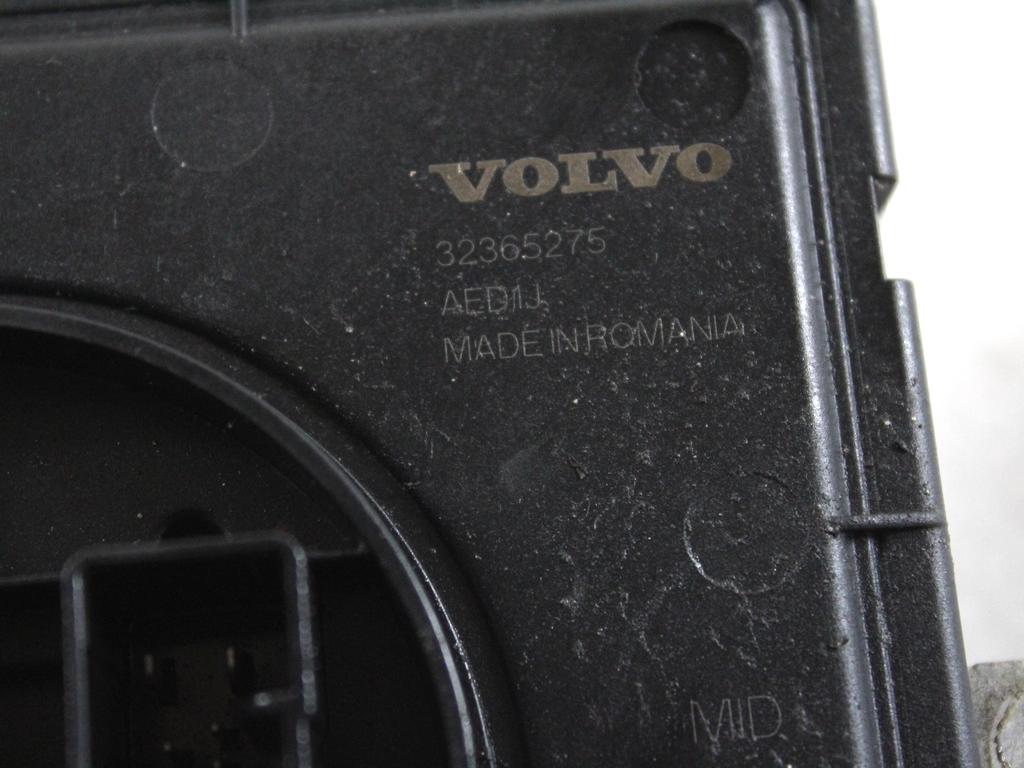 VOLVO
32365275
AED1J
MADE IN ROMANIA
MID